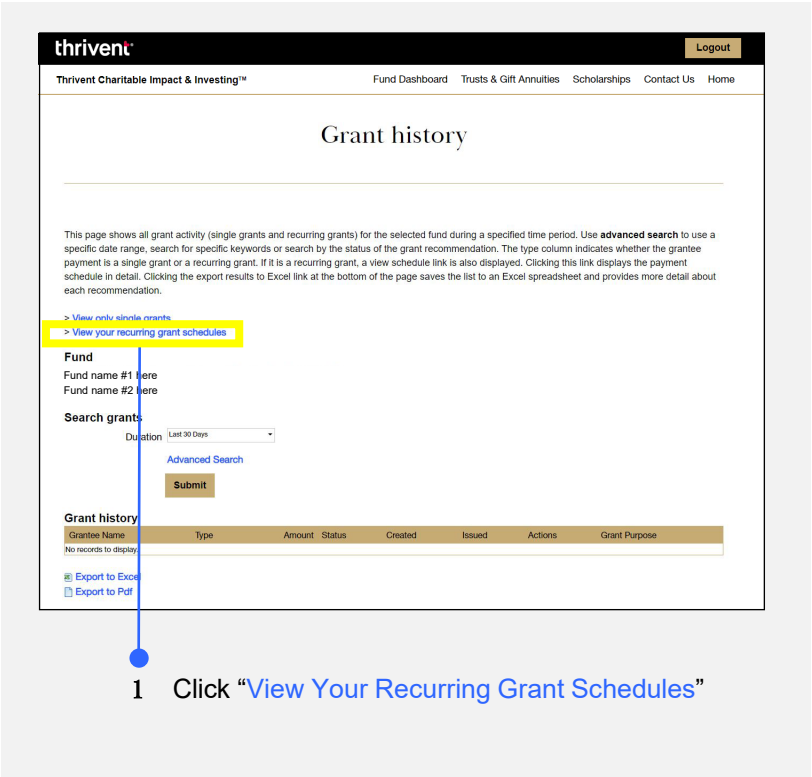 thrivent
Logout
Thrivent Charitable Impact & Investing™
Fund Dashboard Trusts & Gift Annuities Scholarships Contact Us Home
Grant history
This page shows all grant activity (single grants and recurring grants) for the selected fund during a specified time period. Use advanced search to use a
specific date range, search for specific keywords or search by the status of the grant recommendation. The type column indicates whether the grantee
payment is a single grant or a recurring grant. If it is a recurring grant, a view schedule link is also displayed. Clicking this link displays the payment
schedule in detail. Clicking the export results to Excel link at the bottom of the page saves the list to an Excel spreadsheet and provides more detail about
each recommendation.
> View only single grants
> View your recurring grant schedules
Fund
Fund name #1 here
Fund name #2 here
Search grants
Duration Last 30 Days
Advanced Search
Submit
Grant history
Grantee Name Type Amount Status Created Issued Actions Grant Purpose
No records to display.
Export to Excel
Export to Pdf
1 Click “View Your Recurring Grant Schedules”